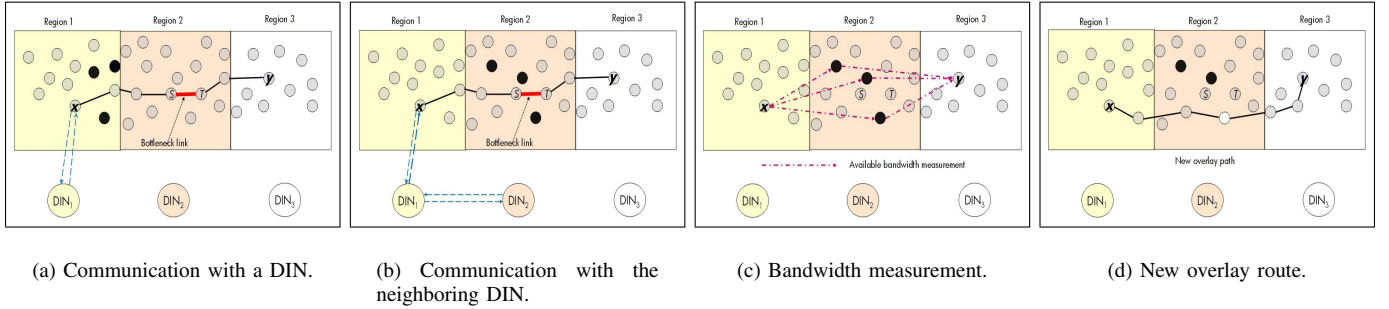 Region 1 Region 2 Region 3
x S T y
Bottleneck link
DIN1 DIN2 DIN3
(a) Communication with a DIN.
Region 1 Region 2 Region 3
x S T y
Bottleneck link
DIN1 DIN2 DIN3
(b) Communication with the
neighboring DIN.
Region 1 Region 2 Region 3
y
S T
x
Available bandwidth measurement
DIN1 DIN2 DIN3
(c) Bandwidth measurement.
Region 1 Region 2 Region 3
y
S T
x
New overlay path
DIN1 DIN2 DIN3
(d) New overlay route.